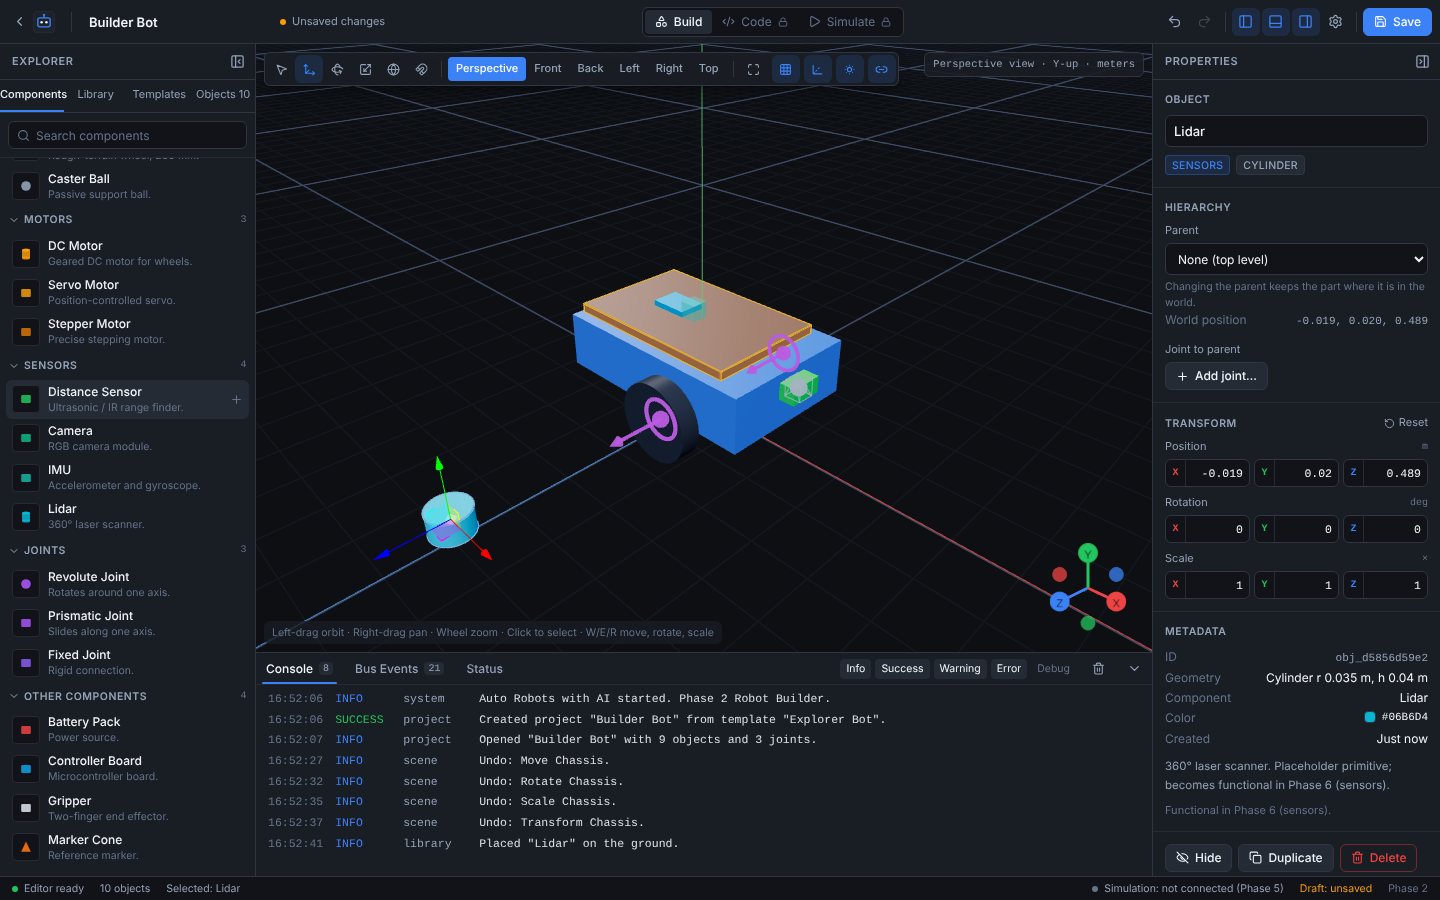 Builder Bot
Unsaved changes
Build
Code
Simulate
Save
EXPLORER
Components
Library
Templates
Objects 10
Search components
Caster Ball
Passive support ball.
MOTORS
3
DC Motor
Geared DC motor for wheels.
Servo Motor
Position-controlled servo.
Stepper Motor
Precise stepping motor.
SENSORS
4
Distance Sensor
Ultrasonic / IR range finder.
Camera
RGB camera module.
IMU
Accelerometer and gyroscope.
Lidar
360° laser scanner.
JOINTS
3
Revolute Joint
Rotates around one axis.
Prismatic Joint
Slides along one axis.
Fixed Joint
Rigid connection.
OTHER COMPONENTS
4
Battery Pack
Power source.
Controller Board
Microcontroller board.
Gripper
Two-finger end effector.
Marker Cone
Reference marker.
Perspective
Front
Back
Left
Right
Top
Perspective view · Y-up · meters
Y
Z
X
Left-drag orbit · Right-drag pan · Wheel zoom · Click to select · W/E/R move, rotate, scale
Console 8
Bus Events 21
Status
Info
Success
Warning
Error
Debug
16:52:06 INFO system Auto Robots with AI started. Phase 2 Robot Builder.
16:52:06 SUCCESS project Created project "Builder Bot" from template "Explorer Bot".
16:52:07 INFO project Opened "Builder Bot" with 9 objects and 3 joints.
16:52:27 INFO scene Undo: Move Chassis.
16:52:32 INFO scene Undo: Rotate Chassis.
16:52:35 INFO scene Undo: Scale Chassis.
16:52:37 INFO scene Undo: Transform Chassis.
16:52:41 INFO library Placed "Lidar" on the ground.
PROPERTIES
OBJECT
Lidar
SENSORS
CYLINDER
HIERARCHY
Parent
None (top level)
Changing the parent keeps the part where it is in the
world.
World position -0.019, 0.020, 0.489
Joint to parent
Add joint...
TRANSFORM
Reset
Position m
X -0.019 Y 0.02 Z 0.489
Rotation deg
X 0 Y 0 Z 0
Scale ×
X 1 Y 1 Z 1
METADATA
ID obj_d5856d59e2
Geometry Cylinder r 0.035 m, h 0.04 m
Component Lidar
Color #06B6D4
Created Just now
360° laser scanner. Placeholder primitive;
becomes functional in Phase 6 (sensors).
Functional in Phase 6 (sensors).
Hide
Duplicate
Delete
Editor ready
10 objects
Selected: Lidar
Simulation: not connected (Phase 5)
Draft: unsaved
Phase 2